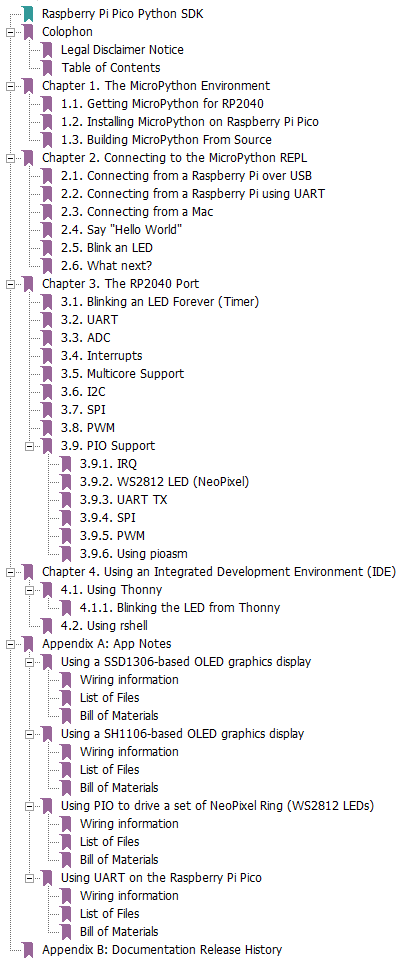 Raspberry Pi Pico Python SDK
Colophon
Legal Disclaimer Notice
Table of Contents
Chapter 1. The MicroPython Environment
1.1. Getting MicroPython for RP2040
1.2. Installing MicroPython on Raspberry Pi Pico
1.3. Building MicroPython From Source
Chapter 2. Connecting to the MicroPython REPL
2.1. Connecting from a Raspberry Pi over USB
2.2. Connecting from a Raspberry Pi using UART
2.3. Connecting from a Mac
2.4. Say "Hello World"
2.5. Blink an LED
2.6. What next?
Chapter 3. The RP2040 Port
3.1. Blinking an LED Forever (Timer)
3.2. UART
3.3. ADC
3.4. Interrupts
3.5. Multicore Support
3.6. I2C
3.7. SPI
3.8. PWM
3.9. PIO Support
3.9.1. IRQ
3.9.2. WS2812 LED (NeoPixel)
3.9.3. UART TX
3.9.4. SPI
3.9.5. PWM
3.9.6. Using pioasm
Chapter 4. Using an Integrated Development Environment (IDE)
4.1. Using Thonny
4.1.1. Blinking the LED from Thonny
4.2. Using rshell
Appendix A: App Notes
Using a SSD1306-based OLED graphics display
Wiring information
List of Files
Bill of Materials
Using a SH1106-based OLED graphics display
Wiring information
List of Files
Bill of Materials
Using PIO to drive a set of NeoPixel Ring (WS2812 LEDs)
Wiring information
List of Files
Bill of Materials
Using UART on the Raspberry Pi Pico
Wiring information
List of Files
Bill of Materials
Appendix B: Documentation Release History